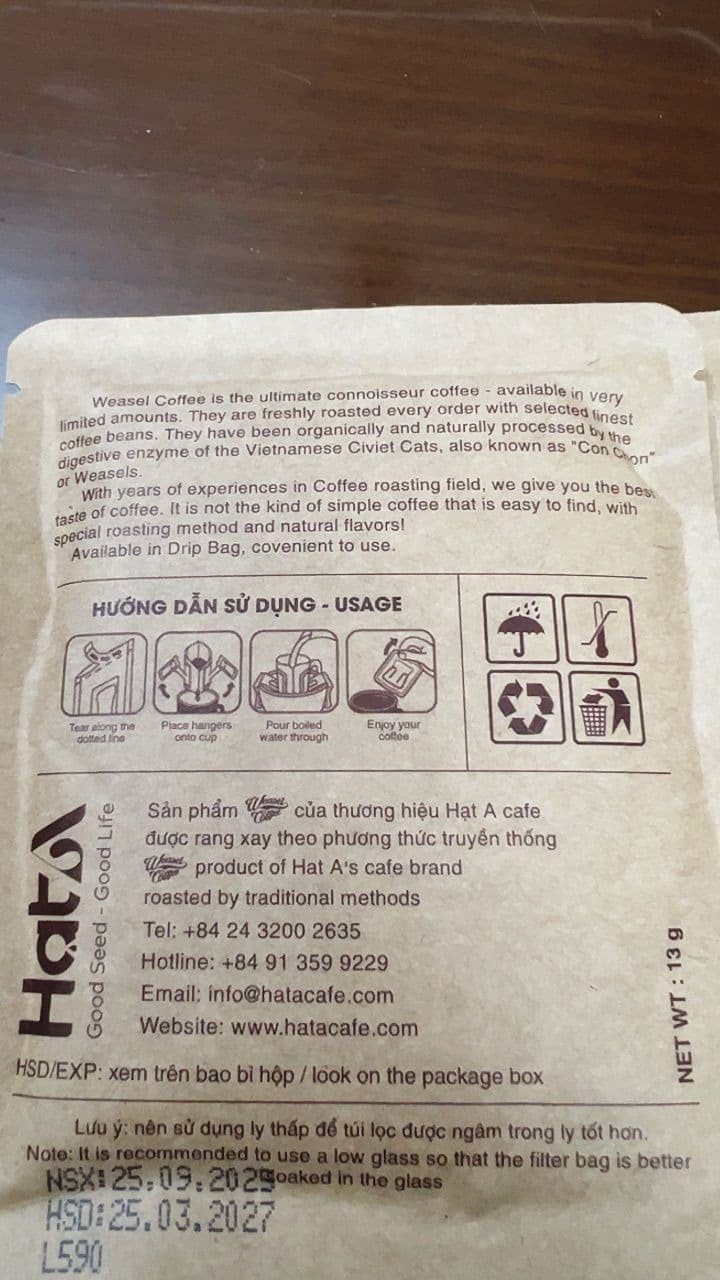 Weasel Coffee is the ultimate connoisseur coffee - available in very
limited amounts. They are freshly roasted every order with selected finest
coffee beans. They have been organically and naturally processed by the
digestive enzyme of the Vietnamese Civiet Cats, also known as "Con Chon"
or Weasels.
With years of experiences in Coffee roasting field, we give you the best
taste of coffee. It is not the kind of simple coffee that is easy to find, with
special roasting method and natural flavors!
Available in Drip Bag, covenient to use.
HƯỚNG DẪN SỬ DỤNG - USAGE
Tear along the
dotted line
Place hangers
onto cup
Pour boiled
water through
Enjoy your
coffee
Hạt A
Good Seed - Good Life
Sản phẩm Weasel Coffee của thương hiệu Hạt A cafe
được rang xay theo phương thức truyền thống
Weasel Coffee product of Hat A's cafe brand
roasted by traditional methods
Tel: +84 24 3200 2635
Hotline: +84 91 359 9229
Email: info@hatacafe.com
Website: www.hatacafe.com
NET WT : 13 g
HSD/EXP: xem trên bao bì hộp / look on the package box
Lưu ý: nên sử dụng ly thấp để túi lọc được ngâm trong ly tốt hơn.
Note: It is recommended to use a low glass so that the filter bag is better
soaked in the glass
NSX:25.09.2025
HSD:25.03.2027
L590